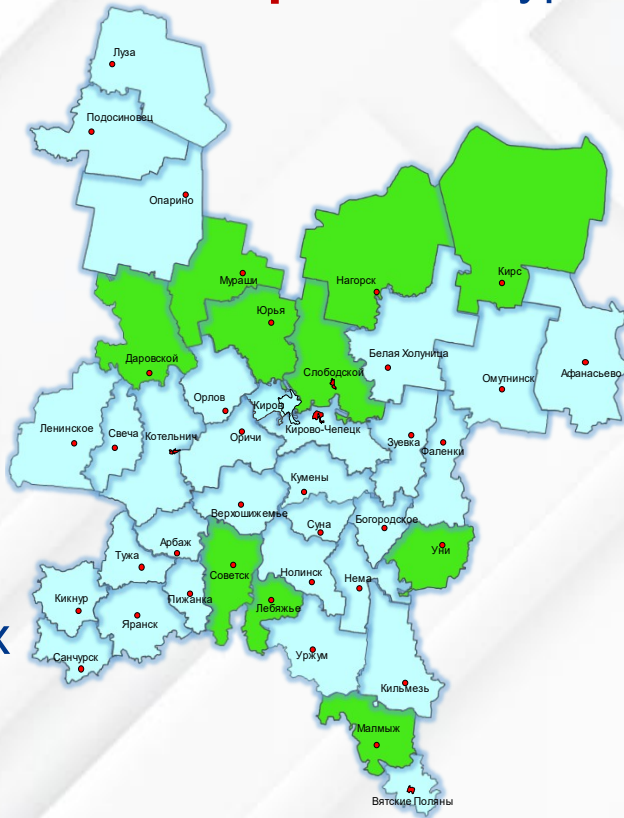 Луза
Подосиновец
Опарино
Мураши
Нагорск
Кирс
Юрья
Даровской
Слободской
Белая Холуница
Омутнинск
Афанасьево
Орлов
Киров
Кирово-Чепецк
Ленинское
Свеча
Котельнич
Оричи
Зуевка
Фаленки
Кумены
Верхошижемье
Суна
Богородское
Арбаж
Тужа
Уни
Советск
Нолинск
Нема
Кикнур
Пижанка
Лебяжье
Яранск
Санчурск
Уржум
Кильмезь
Малмыж
Вятские Поляны